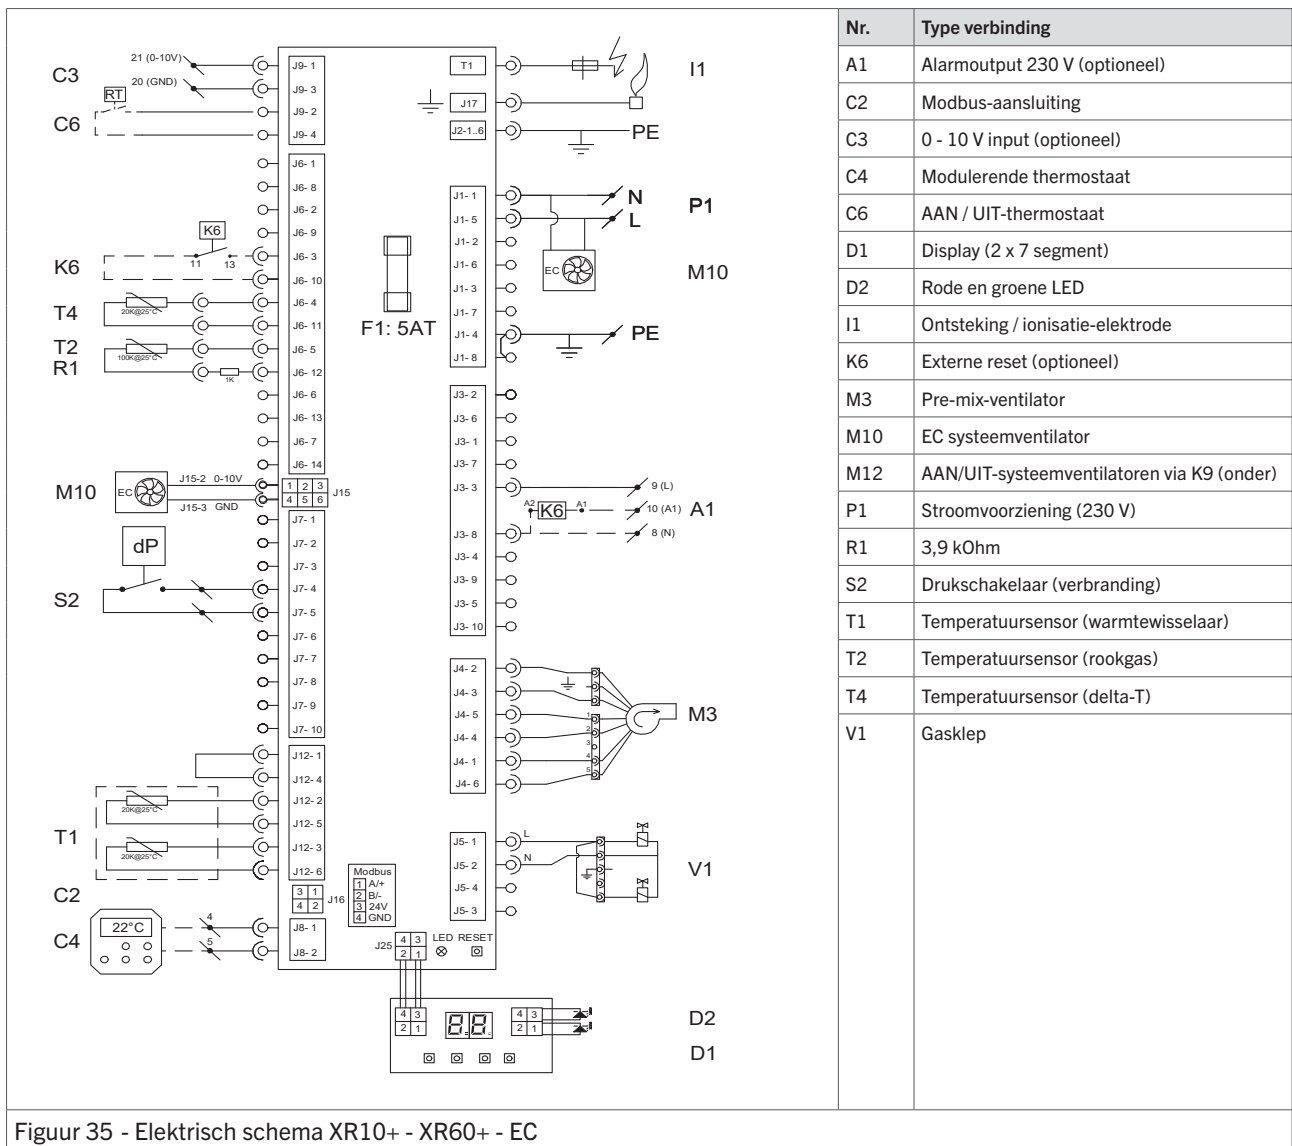 C3
21 (0-10V)
20 (GND)
RT
C6
J9- 1
J9- 3
J9- 2
J9- 4
J6- 1
J6- 8
J6- 2
J6- 9
J6- 3
J6- 10
J6- 4
J6- 11
J6- 5
J6- 12
J6- 6
J6- 13
J6- 7
J6- 14
K6
K6
11 13
T4
20K@25°C
T2
100K@25°C
R1
1K
M10
EC
J15-2 0-10V
J15-3 GND
1 2 3
4 5 6
J15
J7- 1
J7- 2
J7- 3
J7- 4
J7- 5
J7- 6
J7- 7
J7- 8
J7- 9
J7- 10
dP
S2
J12- 1
J12- 4
J12- 2
J12- 5
J12- 3
J12- 6
T1
20K@25°C
20K@25°C
C2
3 1
4 2
J16
Modbus
1 A/+
2 B/-
3 24V
4 GND
C4
22°C
4
5
J8- 1
J8- 2
F1: 5AT
T1
J17
J2-1..6
I1
PE
J1- 1
J1- 5
J1- 2
J1- 6
J1- 3
J1- 7
J1- 4
J1- 8
N
L
P1
EC
M10
PE
J3- 2
J3- 6
J3- 1
J3- 7
J3- 3
J3- 8
J3- 4
J3- 9
J3- 5
J3- 10
9 (L)
A2 K6 A1 10 (A1)
8 (N)
A1
J4- 2
J4- 3
J4- 5
J4- 4
J4- 1
J4- 6
1
2
3
4
5
M3
J5- 1
J5- 2
J5- 4
J5- 3
L
N
V1
J25
4 3
2 1
LED RESET
4 3
2 1
8.8.
4 3
2 1
D2
D1
Nr. Type verbinding
A1 Alarmoutput 230 V (optioneel)
C2 Modbus-aansluiting
C3 0 - 10 V input (optioneel)
C4 Modulerende thermostaat
C6 AAN / UIT-thermostaat
D1 Display (2 x 7 segment)
D2 Rode en groene LED
I1 Ontsteking / ionisatie-elektrode
K6 Externe reset (optioneel)
M3 Pre-mix-ventilator
M10 EC systeemventilator
M12 AAN/UIT-systeemventilatoren via K9 (onder)
P1 Stroomvoorziening (230 V)
R1 3,9 kOhm
S2 Drukschakelaar (verbranding)
T1 Temperatuursensor (warmtewisselaar)
T2 Temperatuursensor (rookgas)
T4 Temperatuursensor (delta-T)
V1 Gasklep
Figuur 35 - Elektrisch schema XR10+ - XR60+ - EC